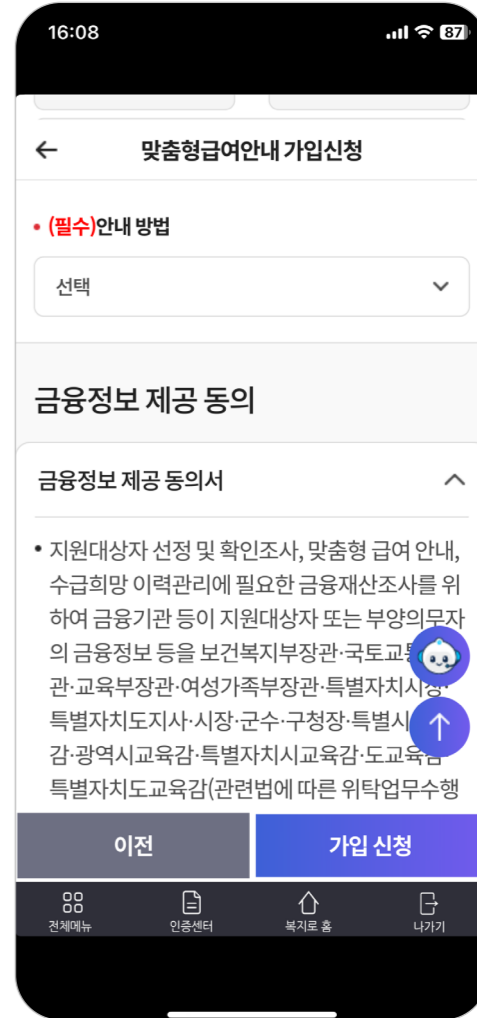 16:08
87
맞춤형급여안내 가입신청
(필수)안내 방법
선택
금융정보 제공 동의
금융정보 제공 동의서
• 지원대상자 선정 및 확인조사, 맞춤형 급여 안내,
수급희망 이력관리에 필요한 금융재산조사를 위
하여 금융기관 등이 지원대상자 또는 부양의무자
의 금융정보 등을 보건복지부장관·국토교통
관·교육부장관·여성가족부장관·특별자치시장·
특별자치도지사·시장·군수·구청장·특별시
감·광역시교육감·특별자치시교육감·도교육감·
특별자치도교육감(관련법에 따른 위탁업무수행
이전
가입 신청
전체메뉴
인증센터
복지로 홈
나가기